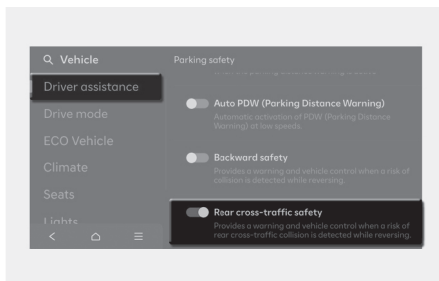 Vehicle
Parking safety
Driver assistance
Auto PDW (Parking Distance Warning)
Automatic activation of PDW (Parking Distance
Warning) at low speeds.
Drive mode
ECO Vehicle
Backward safety
Provides a warning and vehicle control when a risk of
collision is detected while reversing.
Climate
Seats
Rear cross-traffic safety
Provides a warning and vehicle control when a risk of
rear cross-traffic collision is detected while reversing.
Lights